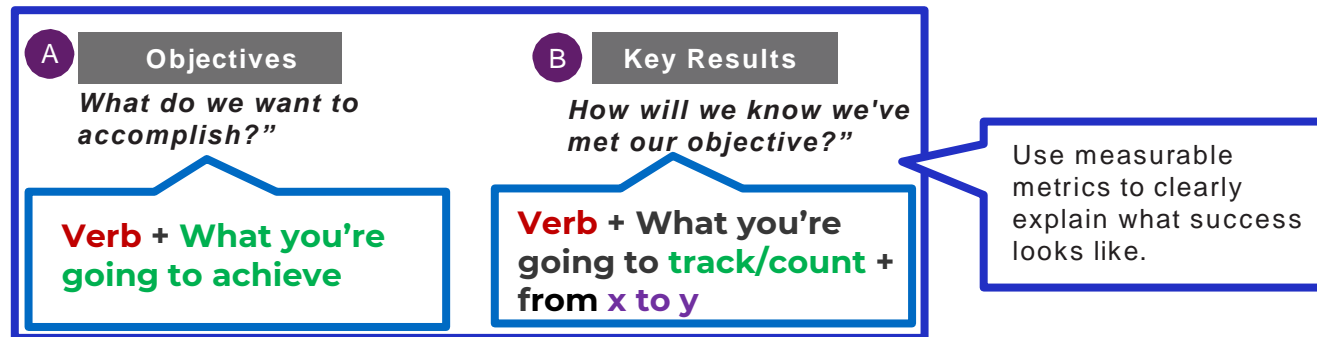 A
Objectives
What do we want to
accomplish?”
Verb + What you’re
going to achieve
B
Key Results
How will we know we've
met our objective?”
Verb + What you’re
going to track/count +
from x to y
Use measurable
metrics to clearly
explain what success
looks like.